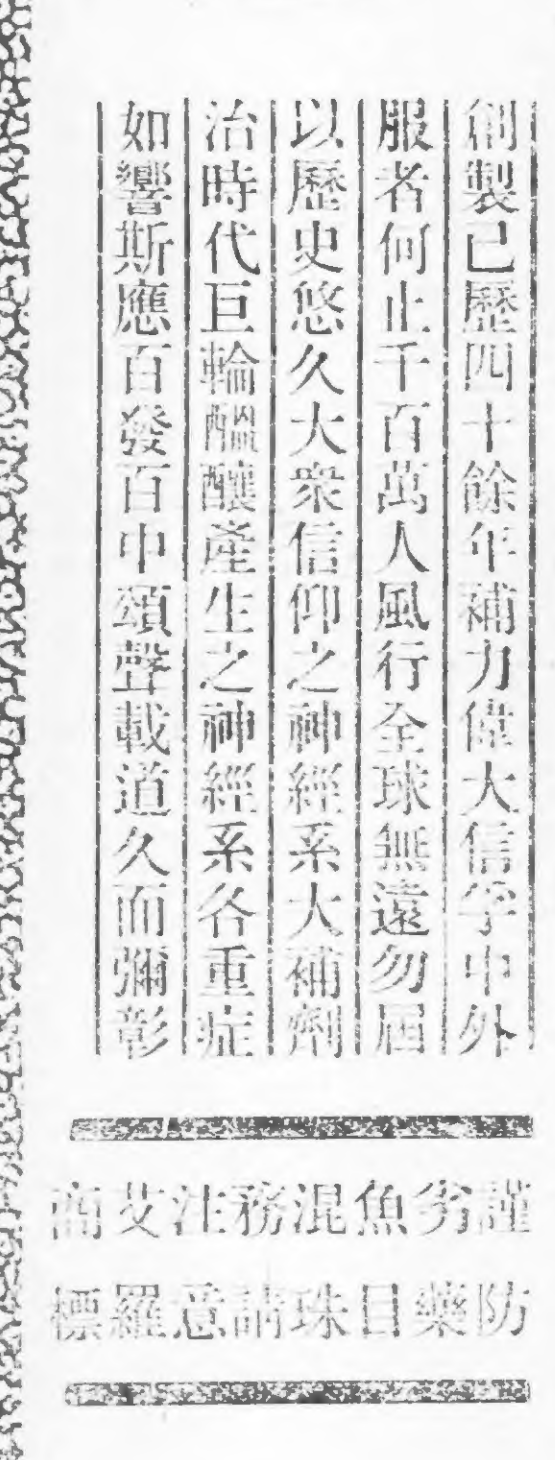 創製已歷四十餘年補力偉大信孚中外
服者何止千百萬人風行全球無遠勿屆
以歷史悠久大衆信仰之神經系大補劑
治時代巨輪醞釀產生之神經系各重症
如響斯應百發百中頌聲載道久而彌彰
謹防
劣藥
魚目
混珠
務請
注意
艾羅
商標